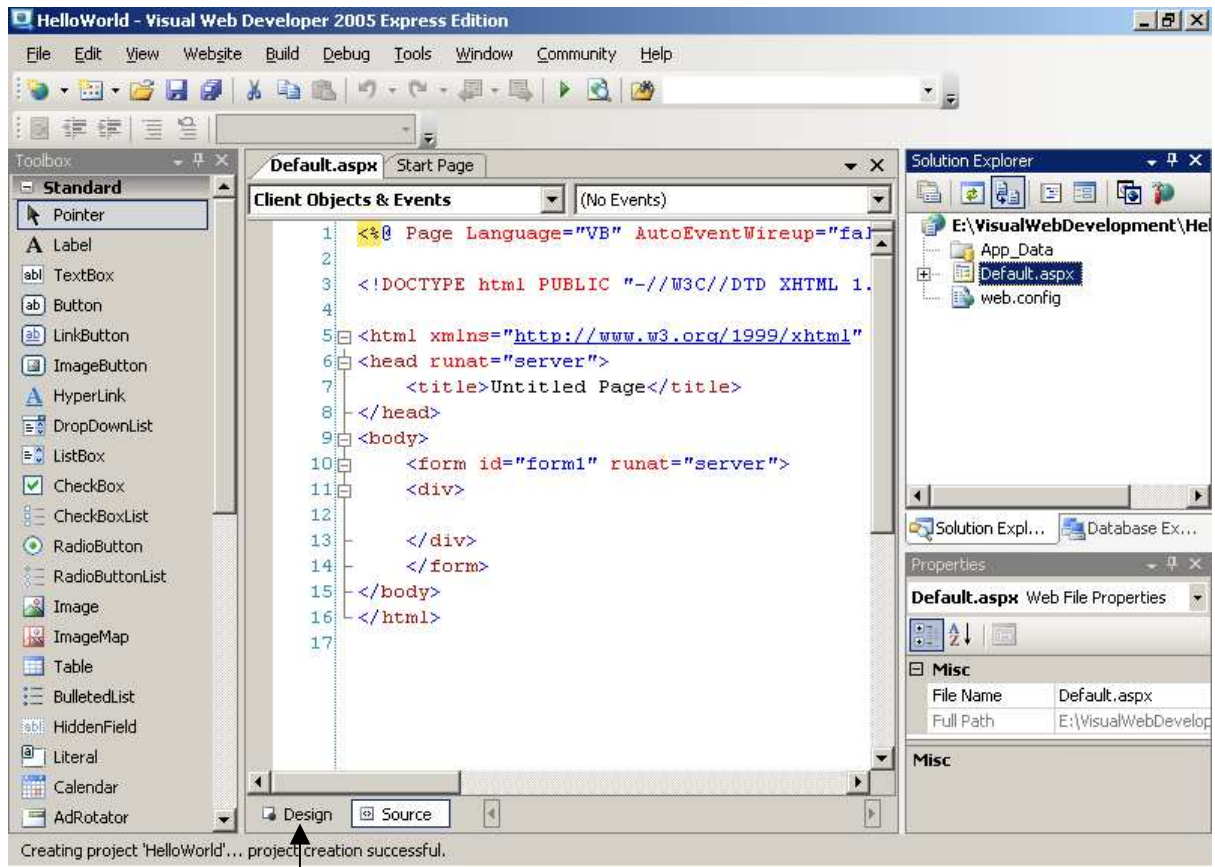 HelloWorld - Visual Web Developer 2005 Express Edition
File Edit View Website Build Debug Tools Window Community Help
Toolbox
Standard
Pointer
A Label
abl TextBox
ab Button
ab LinkButton
ImageButton
A HyperLink
DropDownList
ListBox
CheckBox
CheckBoxList
RadioButton
RadioButtonList
Image
ImageMap
Table
BulletedList
abl HiddenField
Literal
Calendar
AdRotator
Default.aspx Start Page
Client Objects & Events (No Events)
1 <%@ Page Language="VB" AutoEventWireup="fal
2
3 <!DOCTYPE html PUBLIC "-//W3C//DTD XHTML 1.
4
5 <html xmlns="http://www.w3.org/1999/xhtml"
6 <head runat="server">
7 <title>Untitled Page</title>
8 </head>
9 <body>
10 <form id="form1" runat="server">
11 <div>
12
13 </div>
14 </form>
15 </body>
16 </html>
17
Design Source
Solution Explorer
E:\VisualWebDevelopment\Hel
App_Data
Default.aspx
web.config
Solution Expl... Database Ex...
Properties
Default.aspx Web File Properties
Misc
File Name Default.aspx
Full Path E:\VisualWebDevelop
Misc
Creating project 'HelloWorld'... project creation successful.